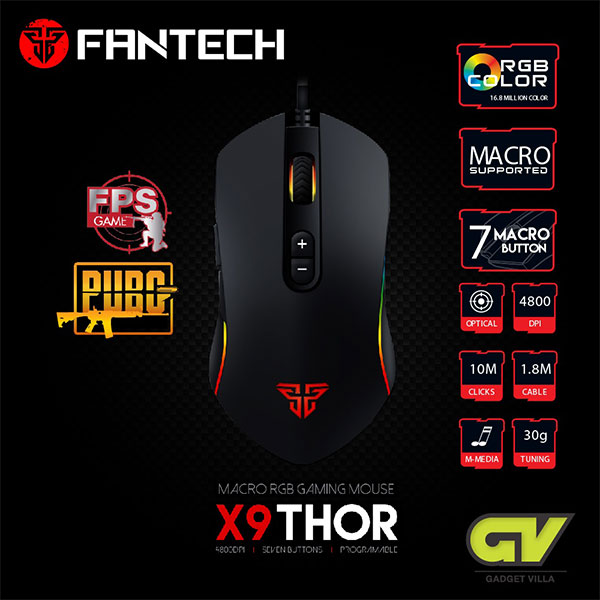 FANTECH
RGB
COLOR
16.8 MILLION COLOR
MACRO
SUPPORTED
FPS
GAME
7 MACRO
BUTTON
PUBG
+
−
OPTICAL
4800
DPI
10M
CLICKS
1.8M
CABLE
M-MEDIA
30g
TUNING
MACRO RGB GAMING MOUSE
X9 THOR
4800DPI | SEVEN BUTTONS | PROGRAMABLE
GV
GADGET VILLA